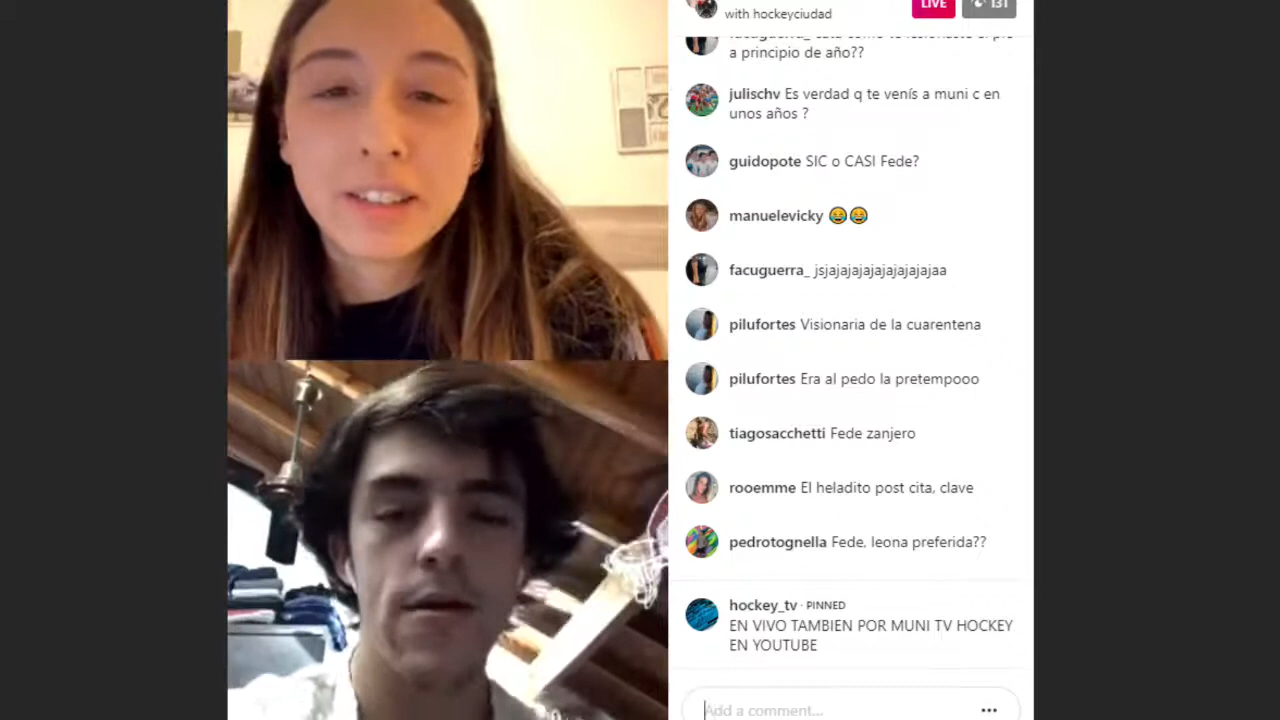 with hockeyciudad
LIVE
131
a principio de año??
julischv Es verdad q te venís a muni c en
unos años ?
guidopote SIC o CASI Fede?
manuelevicky 😂😂
facuguerra_ jsjajajajajajajajajaa
pilufortes Visionaria de la cuarentena
pilufortes Era al pedo la pretempooo
tiagosacchetti Fede zanjero
rooemme El heladito post cita, clave
pedrotognella Fede, leona preferida??
hockey_tv · PINNED
EN VIVO TAMBIEN POR MUNI TV HOCKEY
EN YOUTUBE
Add a comment...